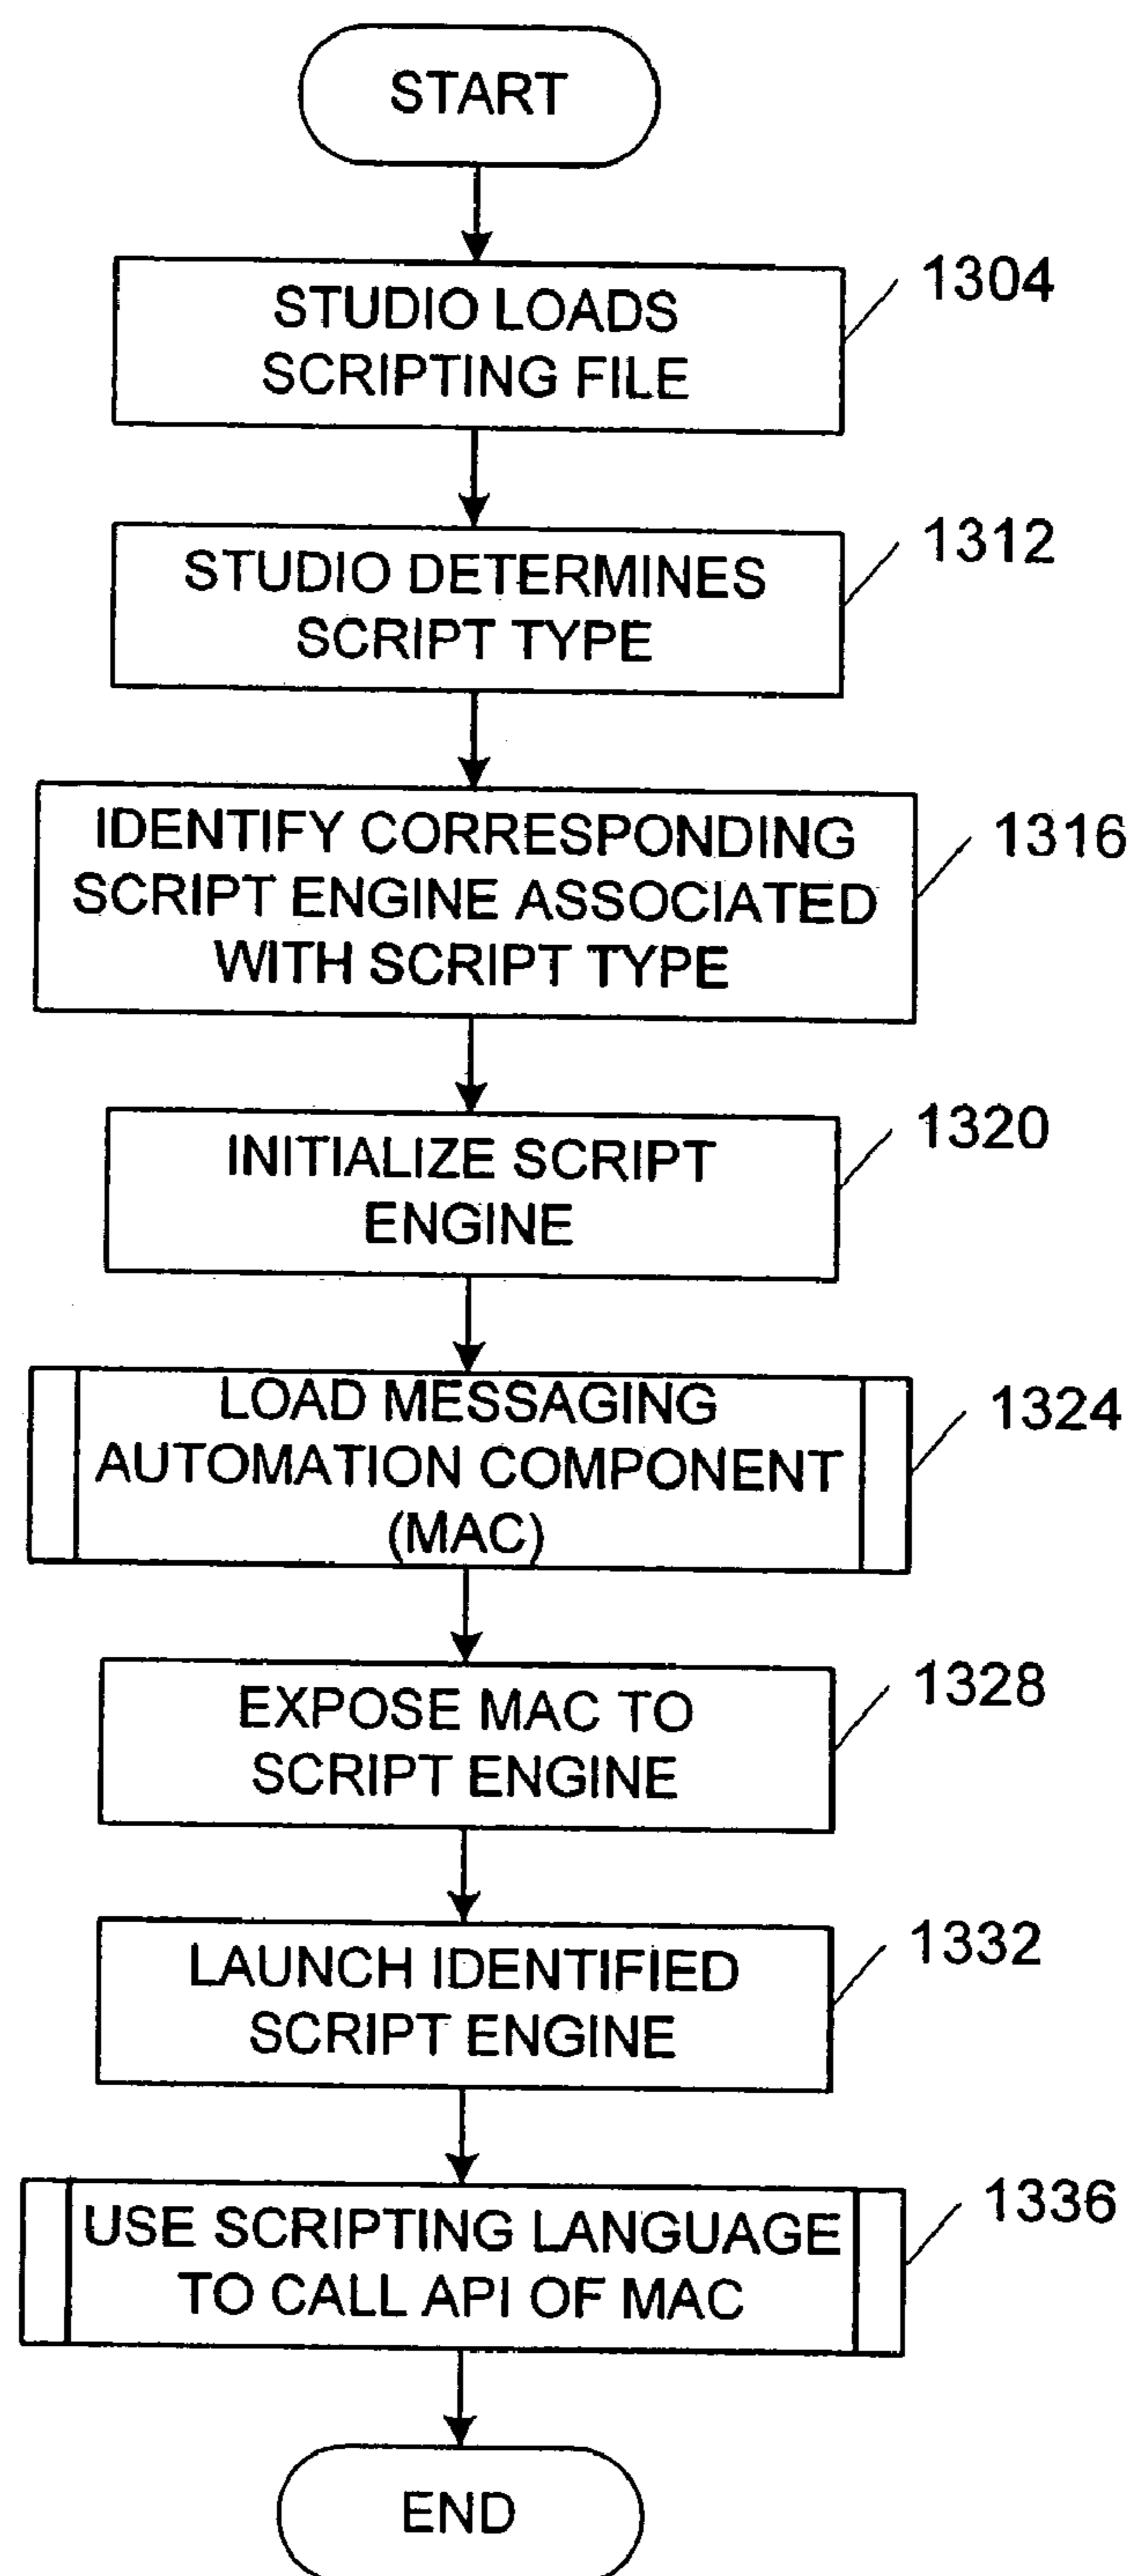 START
STUDIO LOADS
SCRIPTING FILE
1304
STUDIO DETERMINES
SCRIPT TYPE
1312
IDENTIFY CORRESPONDING
SCRIPT ENGINE ASSOCIATED
WITH SCRIPT TYPE
1316
INITIALIZE SCRIPT
ENGINE
1320
LOAD MESSAGING
AUTOMATION COMPONENT
(MAC)
1324
EXPOSE MAC TO
SCRIPT ENGINE
1328
LAUNCH IDENTIFIED
SCRIPT ENGINE
1332
USE SCRIPTING LANGUAGE
TO CALL API OF MAC
1336
END